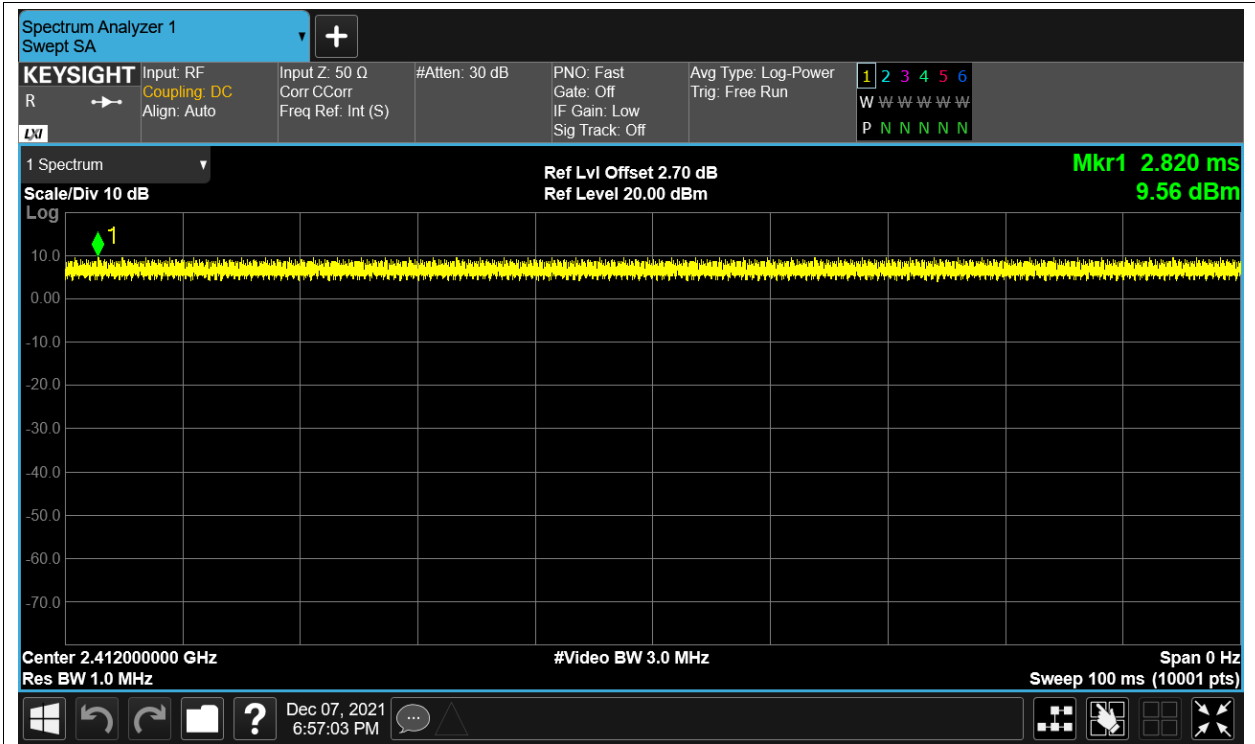 Spectrum Analyzer 1
Swept SA
+
KEYSIGHT
R
LXI
Input: RF
Coupling: DC
Align: Auto
Input Z: 50 Ω
Corr CCorr
Freq Ref: Int (S)
#Atten: 30 dB
PNO: Fast
Gate: Off
IF Gain: Low
Sig Track: Off
Avg Type: Log-Power
Trig: Free Run
1 2 3 4 5 6
W W W W W W
P N N N N N
1 Spectrum
Scale/Div 10 dB
Log
Ref Lvl Offset 2.70 dB
Ref Level 20.00 dBm
Mkr1 2.820 ms
9.56 dBm
1
10.0
0.00
-10.0
-20.0
-30.0
-40.0
-50.0
-60.0
-70.0
Center 2.412000000 GHz
Res BW 1.0 MHz
#Video BW 3.0 MHz
Span 0 Hz
Sweep 100 ms (10001 pts)
?
Dec 07, 2021
6:57:03 PM